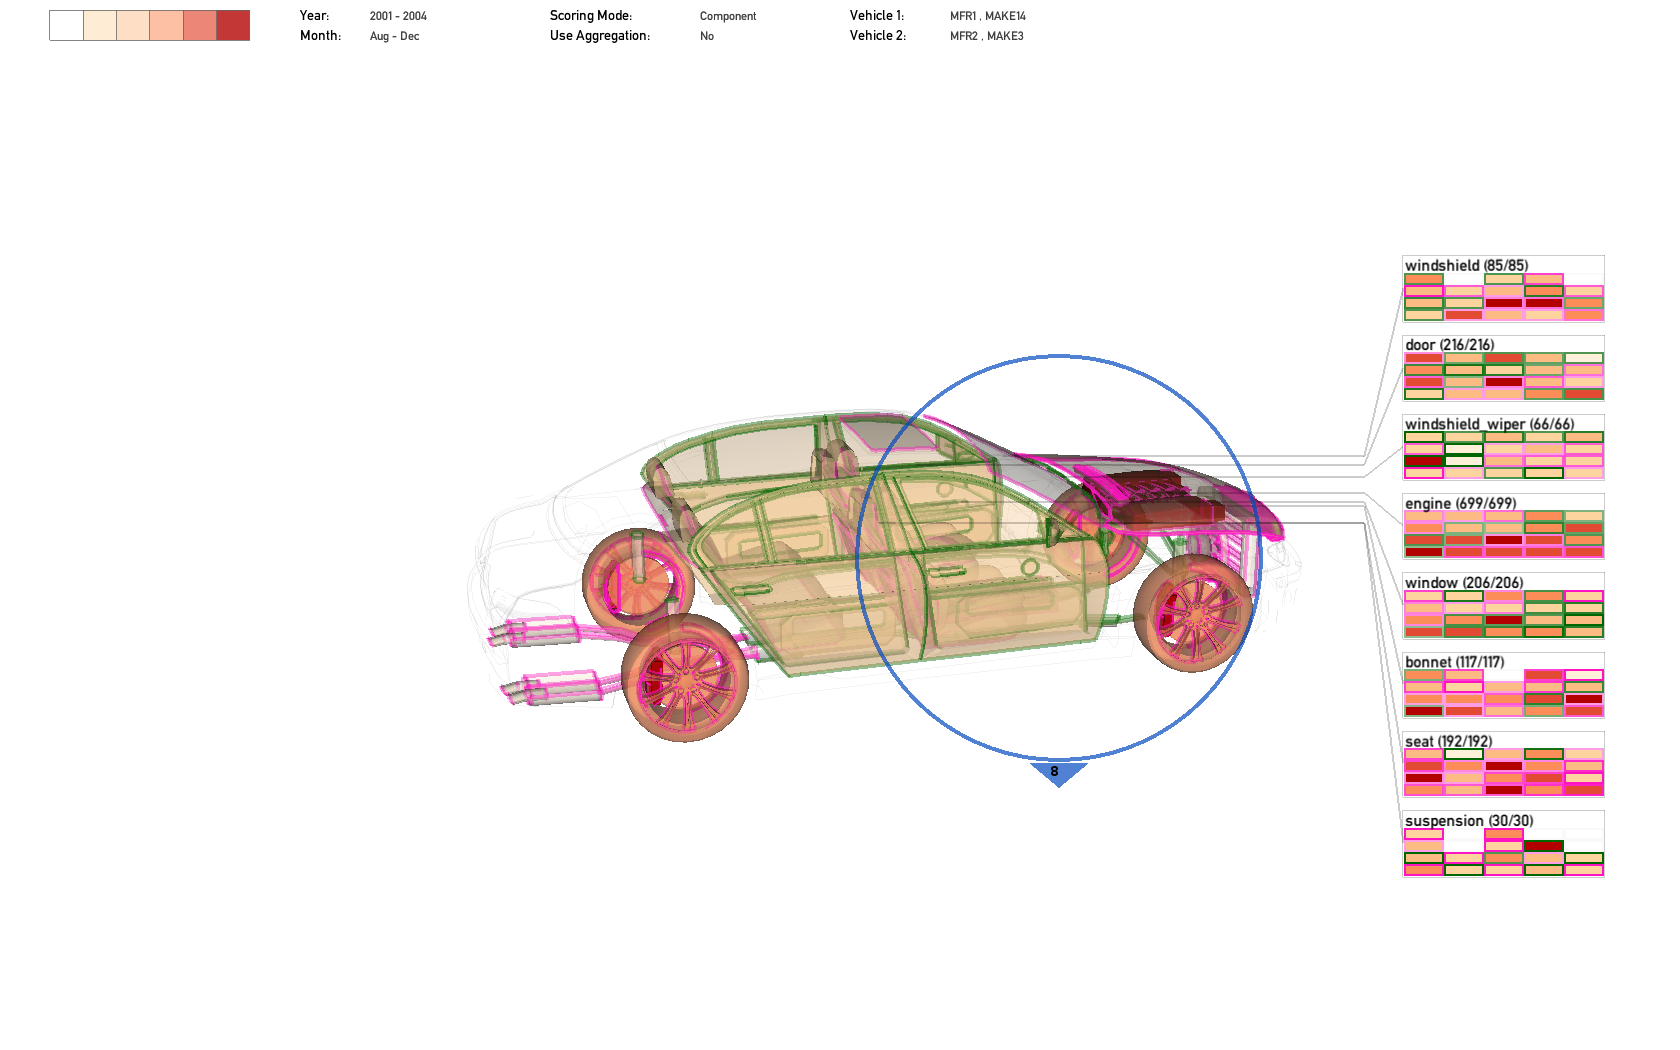 Year: 2001 - 2004 Scoring Mode: Component Vehicle 1: MFR1 , MAKE14
Month: Aug - Dec Use Aggregation: No Vehicle 2: MFR2 , MAKE3
windshield (85/85)
door (216/216)
windshield_wiper (66/66)
engine (699/699)
window (206/206)
bonnet (117/117)
seat (192/192)
suspension (30/30)
8